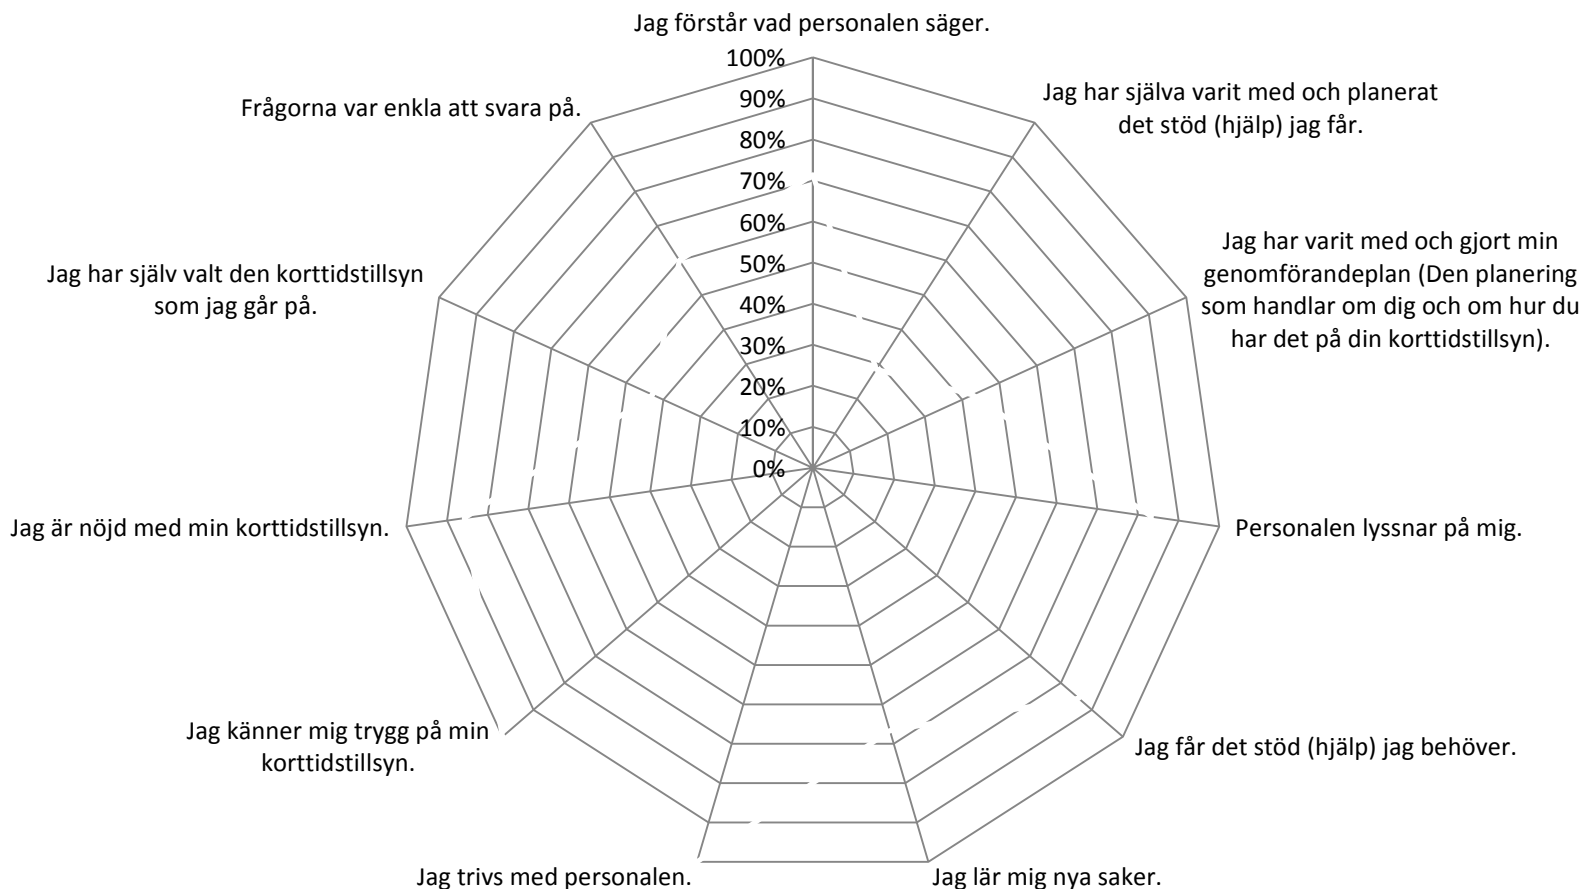 Jag förstår vad personalen säger.
100%
90%
80%
70%
60%
50%
40%
30%
20%
10%
0%
Jag har själva varit med och planerat
det stöd (hjälp) jag får.
Jag har varit med och gjort min
genomförandeplan (Den planering
som handlar om dig och om hur du
har det på din korttidstillsyn).
Personalen lyssnar på mig.
Jag får det stöd (hjälp) jag behöver.
Jag lär mig nya saker.
Jag trivs med personalen.
Jag känner mig trygg på min
korttidstillsyn.
Jag är nöjd med min korttidstillsyn.
Jag har själv valt den korttidstillsyn
som jag går på.
Frågorna var enkla att svara på.